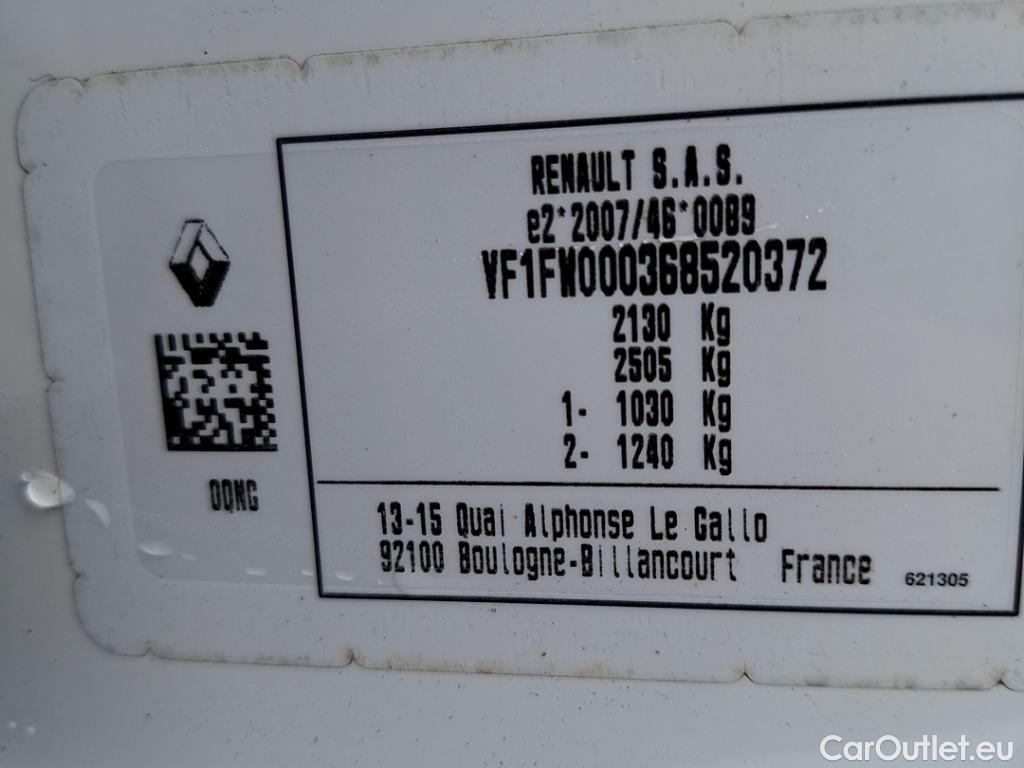 RENAULT S.A.S.
e2*2007/46*0089
VF1FW000368520372
2130 Kg
2505 Kg
1- 1030 Kg
2- 1240 Kg
OQNG
13-15 Quai Alphonse Le Gallo
92100 Boulogne-Billancourt France 621305
CarOutlet.eu